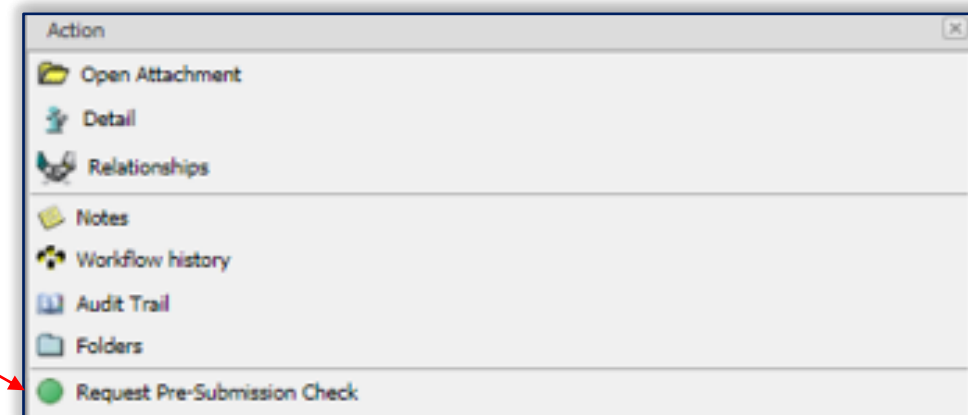 Action
Open Attachment
Detail
Relationships
Notes
Workflow history
Audit Trail
Folders
Request Pre-Submission Check